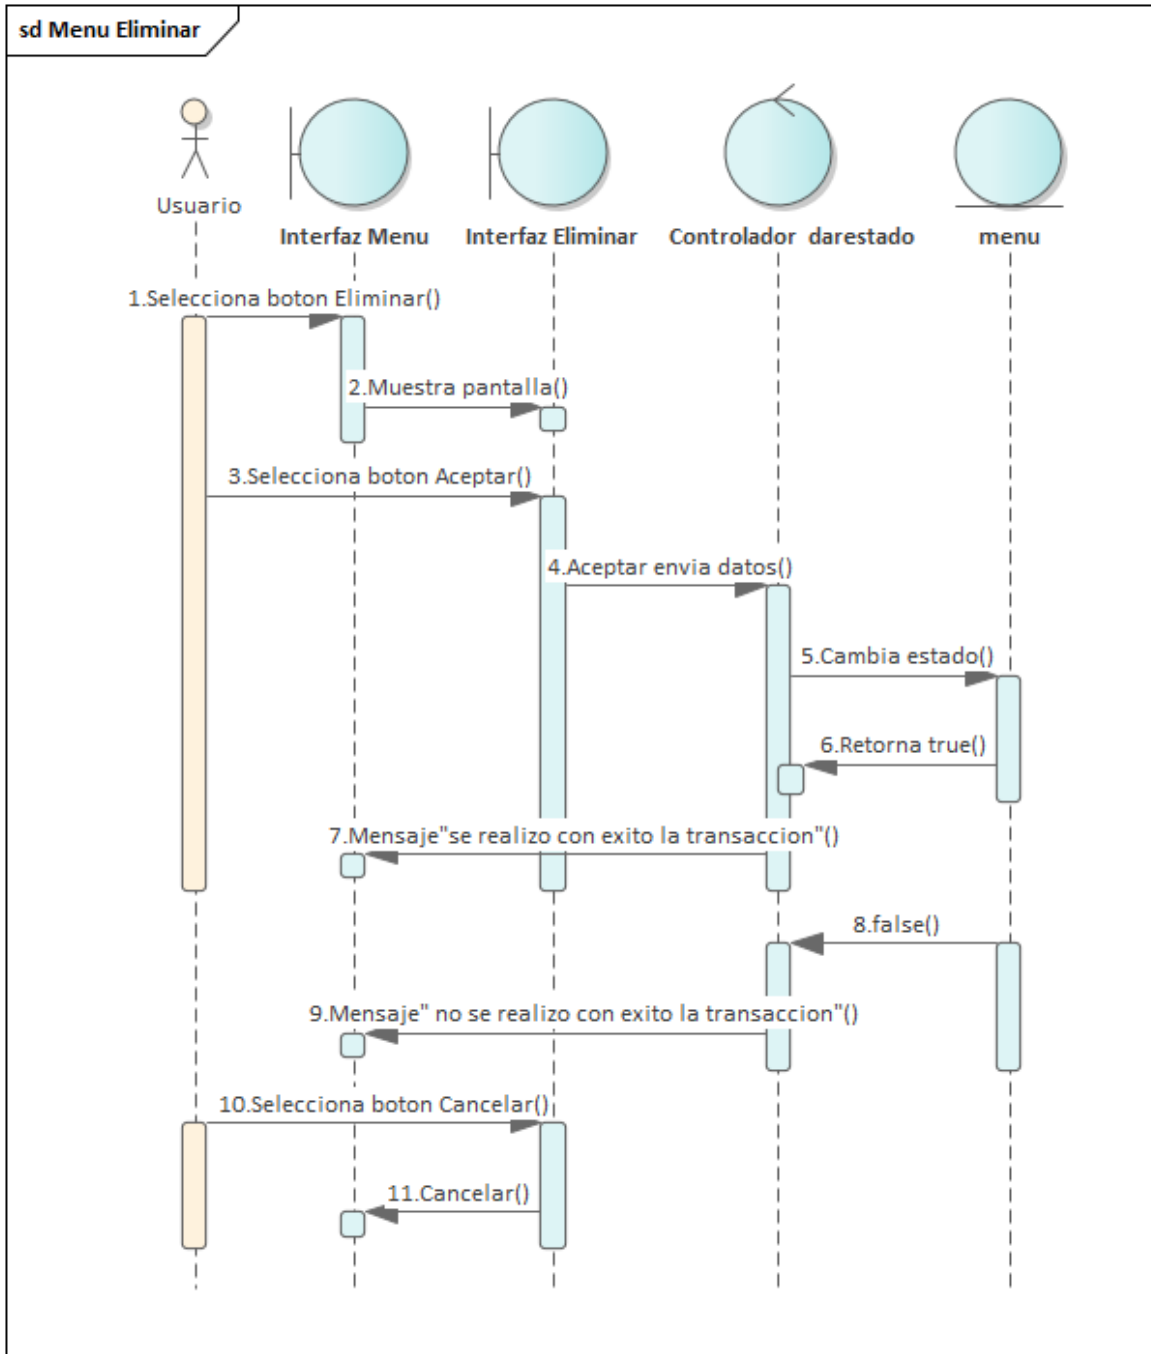 sd Menu Eliminar
Usuario
Interfaz Menu
Interfaz Eliminar
Controlador darestado
menu
1.Selecciona boton Eliminar()
2.Muestra pantalla()
3.Selecciona boton Aceptar()
4.Aceptar envia datos()
5.Cambia estado()
6.Retorna true()
7.Mensaje"se realizo con exito la transaccion"()
8.false()
9.Mensaje" no se realizo con exito la transaccion"()
10.Selecciona boton Cancelar()
11.Cancelar()